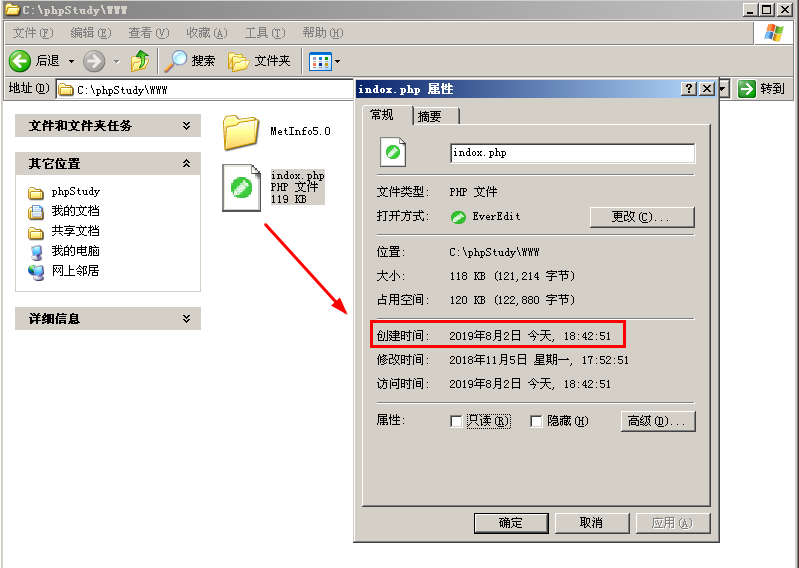 C:\phpStudy\WWW
文件(F) 编辑(E) 查看(V) 收藏(A) 工具(T) 帮助(H)
后退 搜索 文件夹
地址(D) C:\phpStudy\WWW 转到
文件和文件夹任务
其它位置
phpStudy
我的文档
共享文档
我的电脑
网上邻居
详细信息
MetInfo5.0
indox.php
PHP 文件
119 KB
indox.php 属性
常规 摘要
indox.php
文件类型: PHP 文件
打开方式: EverEdit 更改(C)...
位置: C:\phpStudy\WWW
大小: 118 KB (121,214 字节)
占用空间: 120 KB (122,880 字节)
创建时间: 2019年8月2日 今天, 18:42:51
修改时间: 2018年11月5日 星期一, 17:52:51
访问时间: 2019年8月2日 今天, 18:42:51
属性: 只读(R) 隐藏(H) 高级(D)...
确定 取消 应用(A)